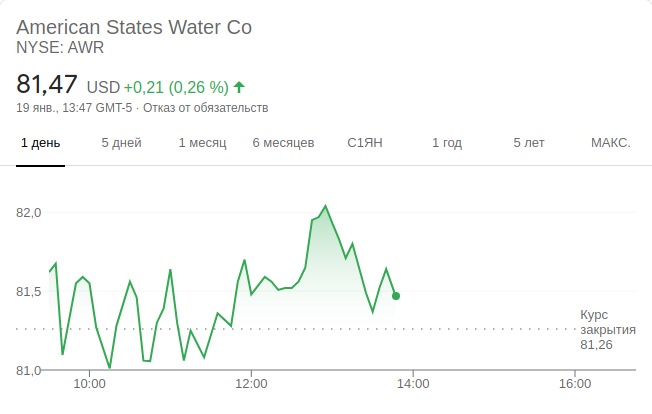 American States Water Co
NYSE: AWR
81,47 USD +0,21 (0,26 %)
19 янв., 13:47 GMT-5 · Отказ от обязательств
1 день 5 дней 1 месяц 6 месяцев С1ЯН 1 год 5 лет МАКС.
82,0
81,5
Курс
закрытия
81,26
81,0
10:00 12:00 14:00 16:00